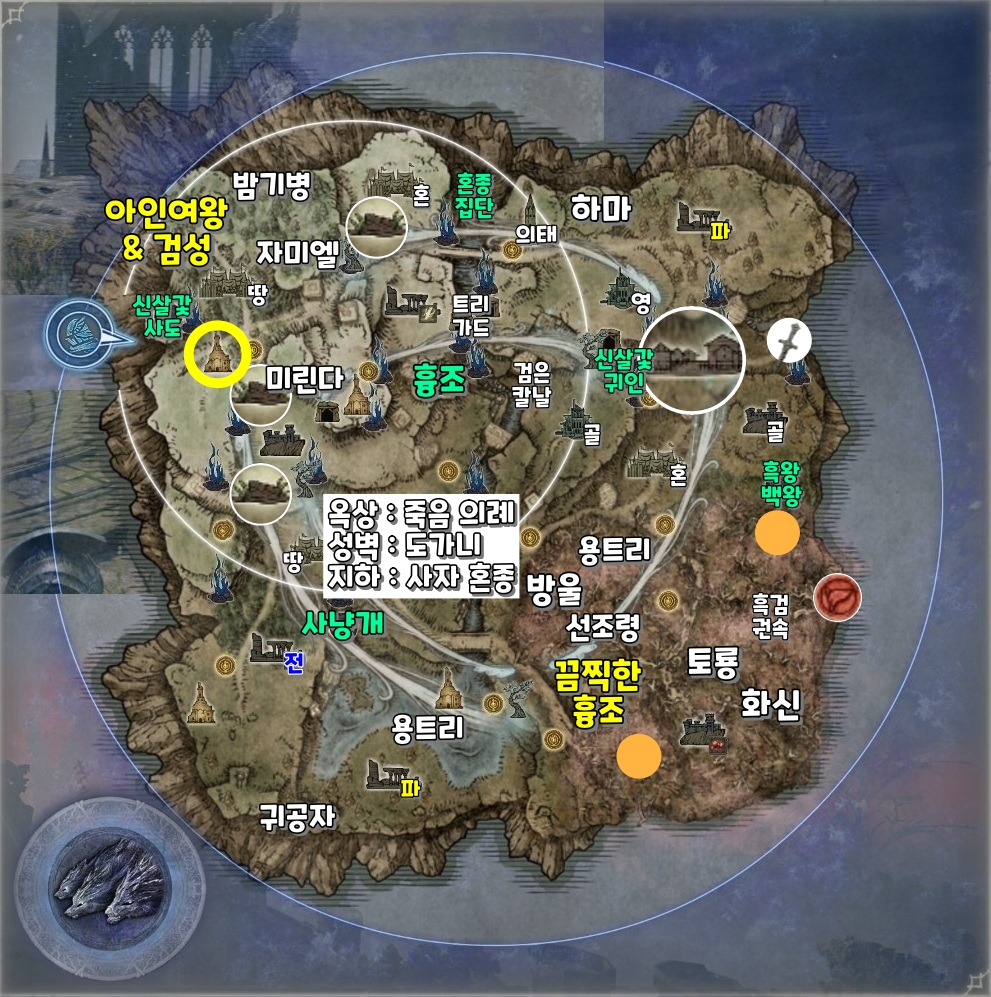 밤기병
혼
혼종
집단
하마
파
아인여왕
& 검성
자미엘
의태
땅
신살갗
사도
트리
가드
영
미린다
흉조
검은
칼날
신살갗
귀인
골
골
혼
흑왕
백왕
옥상 : 죽음 의례
성벽 : 도가니
지하 : 사자 혼종
땅
용트리
방울
흑검
권속
사냥개
선조령
전
끔찍한
흉조
토룡
화신
용트리
파
귀공자